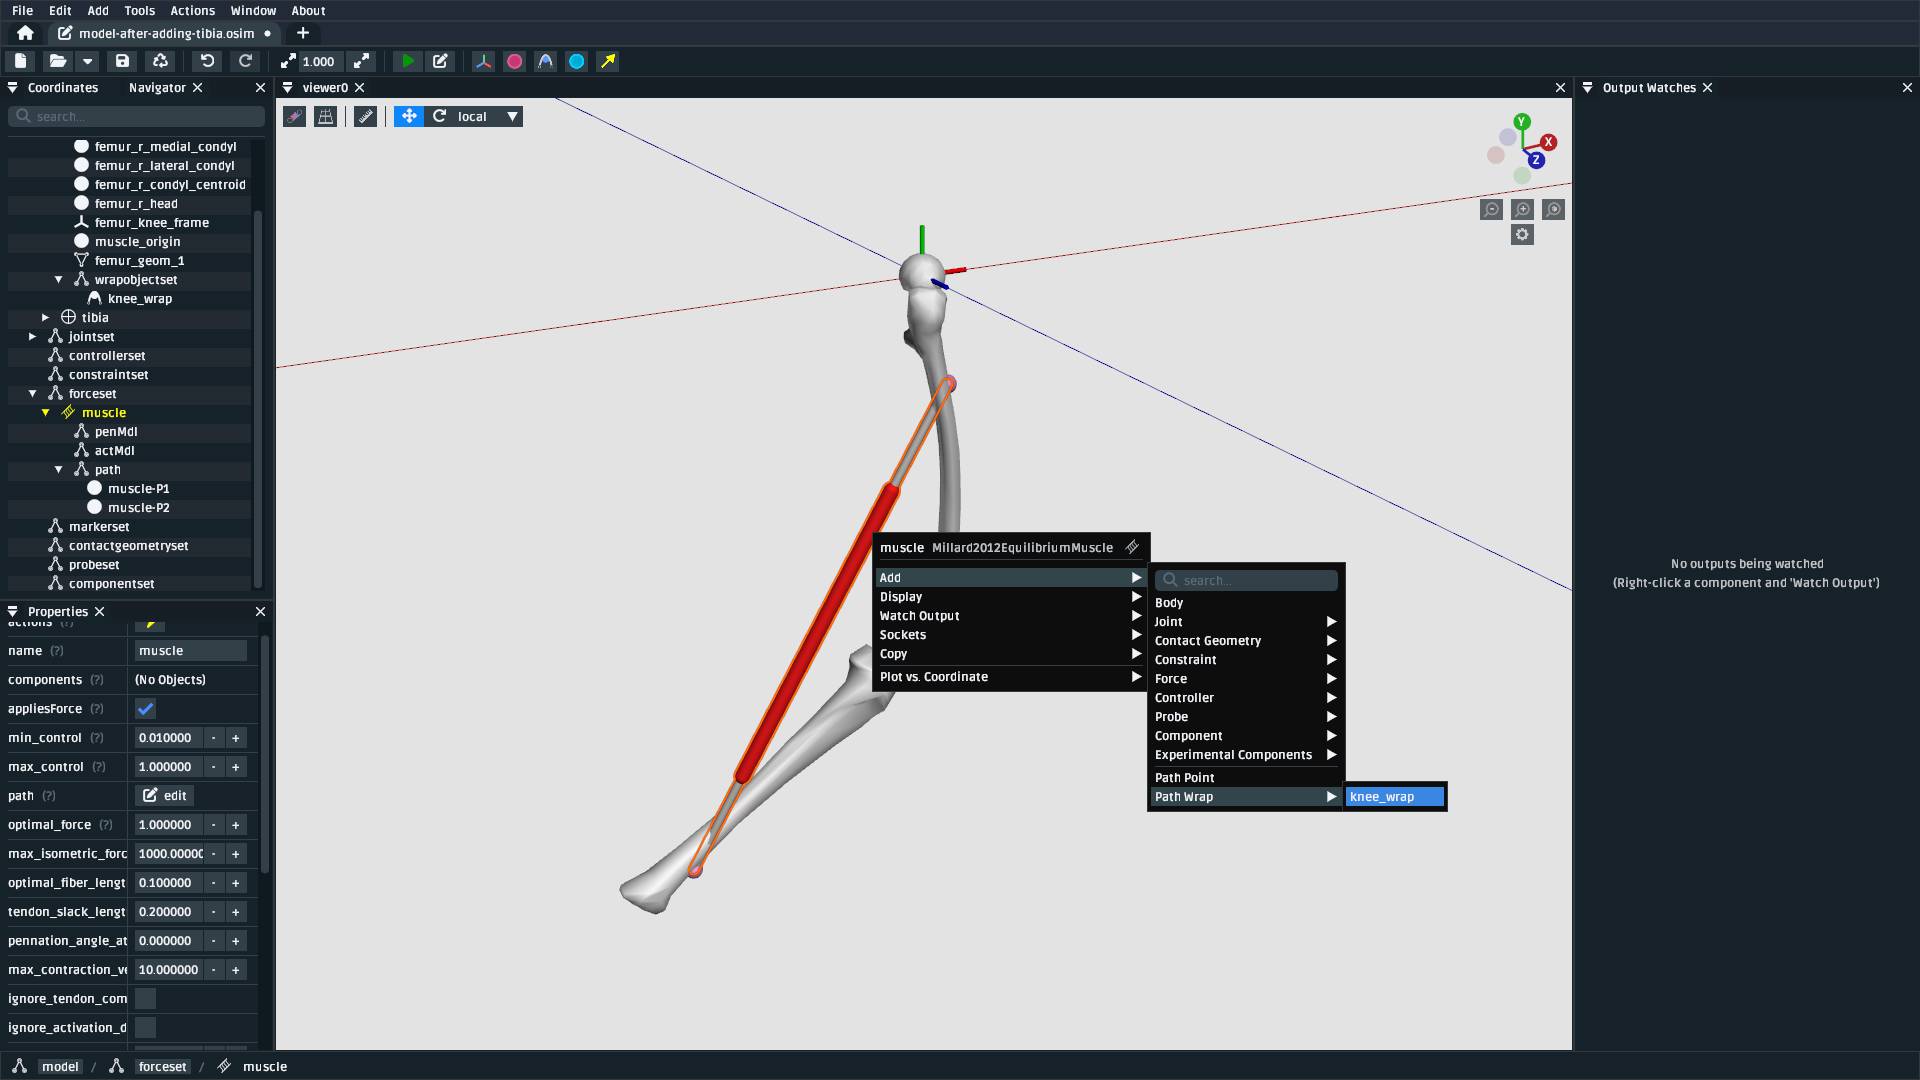 File Edit Add Tools Actions Window About
model-after-adding-tibia.osim
1.000
Coordinates Navigator
search...
femur_r_medial_condyl
femur_r_lateral_condyl
femur_r_condyl_centroid
femur_r_head
femur_knee_frame
muscle_origin
femur_geom_1
wrapobjectset
knee_wrap
tibia
jointset
controllerset
constraintset
forceset
muscle
penMdl
actMdl
path
muscle-P1
muscle-P2
markerset
contactgeometryset
probeset
componentset
Properties
actions (?)
name (?) muscle
components (?) (No Objects)
appliesForce (?)
min_control (?) 0.010000 - +
max_control (?) 1.000000 - +
path (?) edit
optimal_force (?) 1.000000 - +
max_isometric_forc 1000.00000 - +
optimal_fiber_lengt 0.100000 - +
tendon_slack_lengt 0.200000 - +
pennation_angle_at 0.000000 - +
max_contraction_ve 10.000000 - +
ignore_tendon_com
ignore_activation_d
viewer0
local
Y
X
Z
muscle Millard2012EquilibriumMuscle
Add
Display
Watch Output
Sockets
Copy
Plot vs. Coordinate
search...
Body
Joint
Contact Geometry
Constraint
Force
Controller
Probe
Component
Experimental Components
Path Point
Path Wrap
knee_wrap
Output Watches
No outputs being watched
(Right-click a component and 'Watch Output')
model / forceset / muscle